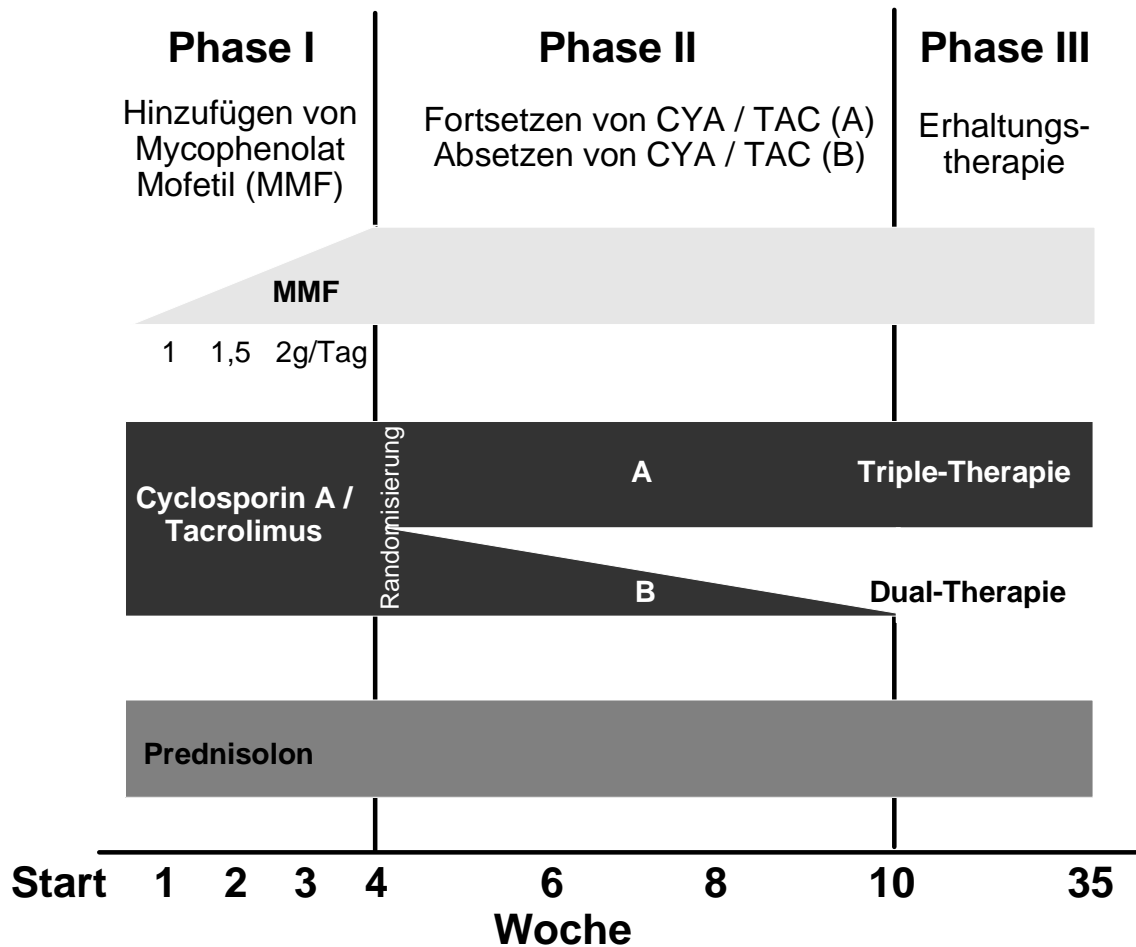 Phase I
Phase II
Phase III
Hinzufügen von
Mycophenolat
Mofetil (MMF)
Fortsetzen von CYA / TAC (A)
Absetzen von CYA / TAC (B)
Erhaltungs-
therapie
MMF
1 1,5 2g/Tag
Cyclosporin A /
Tacrolimus
Randomisierung
A
Triple-Therapie
B
Dual-Therapie
Prednisolon
Start 1 2 3 4 6 8 10 35
Woche